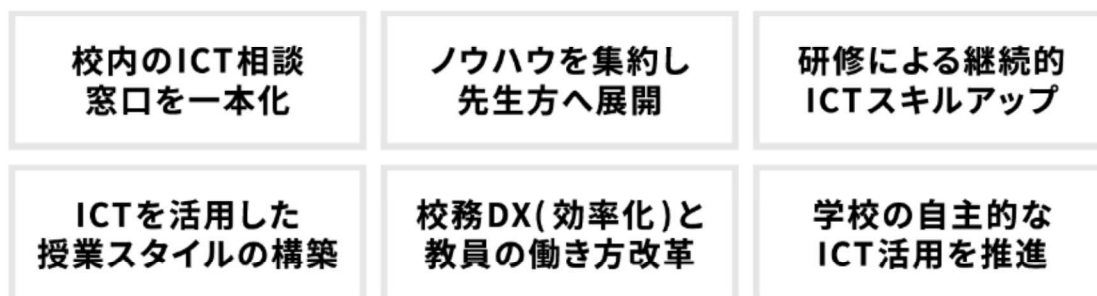 校内のICT相談
窓口を一本化
ノウハウを集約し
先生方へ展開
研修による継続的
ICTスキルアップ
ICTを活用した
授業スタイルの構築
校務DX(効率化)と
教員の働き方改革
学校の自主的な
ICT活用を推進